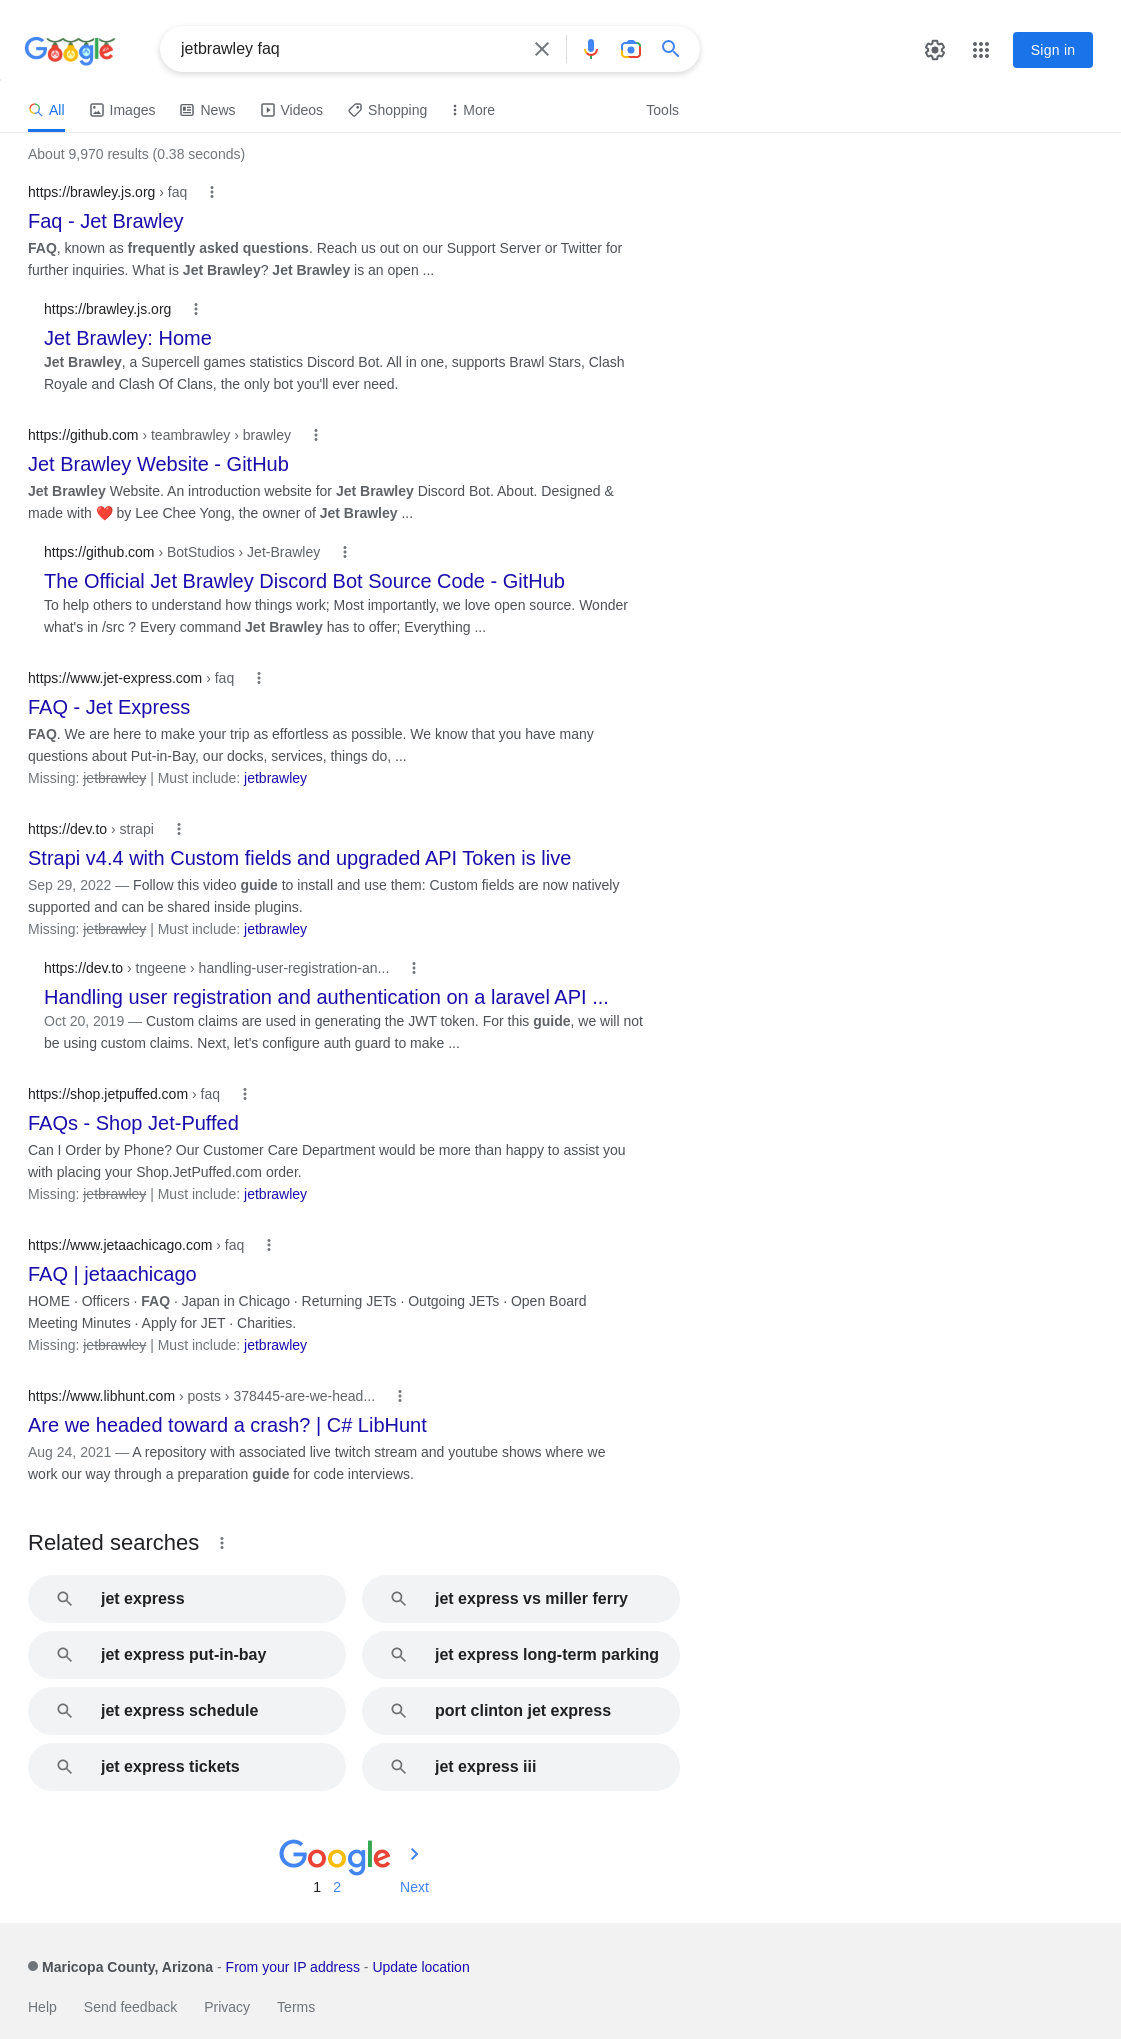 Google
jetbrawley faq
Sign in
All
Images
News
Videos
Shopping
More
Tools
About 9,970 results (0.38 seconds)
https://brawley.js.org › faq
Faq - Jet Brawley
FAQ, known as frequently asked questions. Reach us out on our Support Server or Twitter for
further inquiries. What is Jet Brawley? Jet Brawley is an open ...
https://brawley.js.org
Jet Brawley: Home
Jet Brawley, a Supercell games statistics Discord Bot. All in one, supports Brawl Stars, Clash
Royale and Clash Of Clans, the only bot you'll ever need.
https://github.com › teambrawley › brawley
Jet Brawley Website - GitHub
Jet Brawley Website. An introduction website for Jet Brawley Discord Bot. About. Designed &
made with ❤️ by Lee Chee Yong, the owner of Jet Brawley ...
https://github.com › BotStudios › Jet-Brawley
The Official Jet Brawley Discord Bot Source Code - GitHub
To help others to understand how things work; Most importantly, we love open source. Wonder
what's in /src ? Every command Jet Brawley has to offer; Everything ...
https://www.jet-express.com › faq
FAQ - Jet Express
FAQ. We are here to make your trip as effortless as possible. We know that you have many
questions about Put-in-Bay, our docks, services, things do, ...
Missing: jetbrawley | Must include: jetbrawley
https://dev.to › strapi
Strapi v4.4 with Custom fields and upgraded API Token is live
Sep 29, 2022 — Follow this video guide to install and use them: Custom fields are now natively
supported and can be shared inside plugins.
Missing: jetbrawley | Must include: jetbrawley
https://dev.to › tngeene › handling-user-registration-an...
Handling user registration and authentication on a laravel API ...
Oct 20, 2019 — Custom claims are used in generating the JWT token. For this guide, we will not
be using custom claims. Next, let's configure auth guard to make ...
https://shop.jetpuffed.com › faq
FAQs - Shop Jet-Puffed
Can I Order by Phone? Our Customer Care Department would be more than happy to assist you
with placing your Shop.JetPuffed.com order.
Missing: jetbrawley | Must include: jetbrawley
https://www.jetaachicago.com › faq
FAQ | jetaachicago
HOME · Officers · FAQ · Japan in Chicago · Returning JETs · Outgoing JETs · Open Board
Meeting Minutes · Apply for JET · Charities.
Missing: jetbrawley | Must include: jetbrawley
https://www.libhunt.com › posts › 378445-are-we-head...
Are we headed toward a crash? | C# LibHunt
Aug 24, 2021 — A repository with associated live twitch stream and youtube shows where we
work our way through a preparation guide for code interviews.
Related searches
jet express
jet express vs miller ferry
jet express put-in-bay
jet express long-term parking
jet express schedule
port clinton jet express
jet express tickets
jet express iii
Google
1 2 Next
Maricopa County, Arizona - From your IP address - Update location
Help
Send feedback
Privacy
Terms